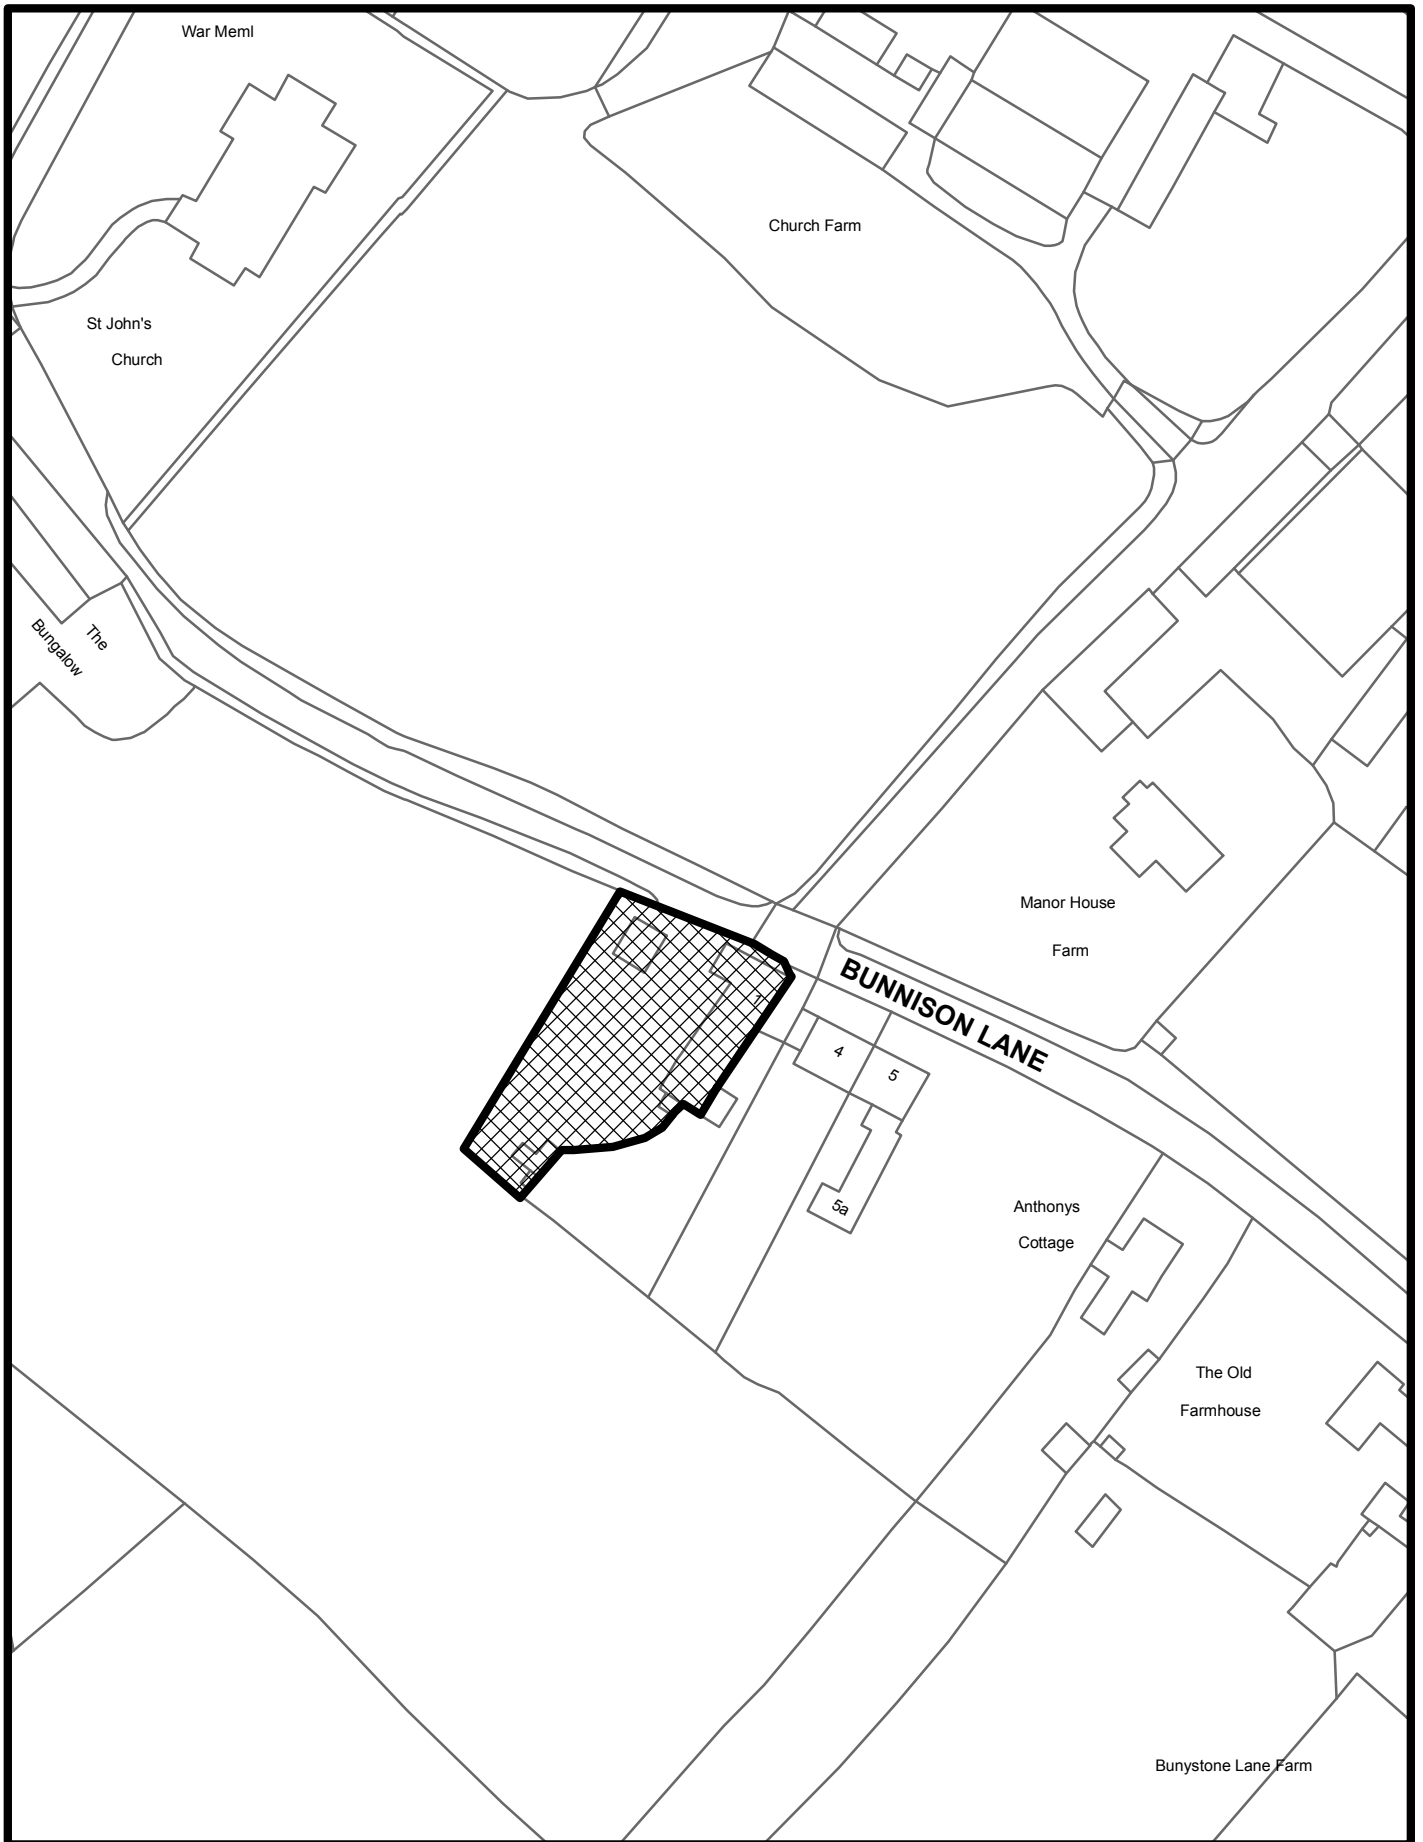 War Meml
Church Farm
St John's
Church
The
Bungalow
Manor House
Farm
BUNNISON LANE
1
4
5
5a
Anthonys
Cottage
The Old
Farmhouse
Bunystone Lane Farm